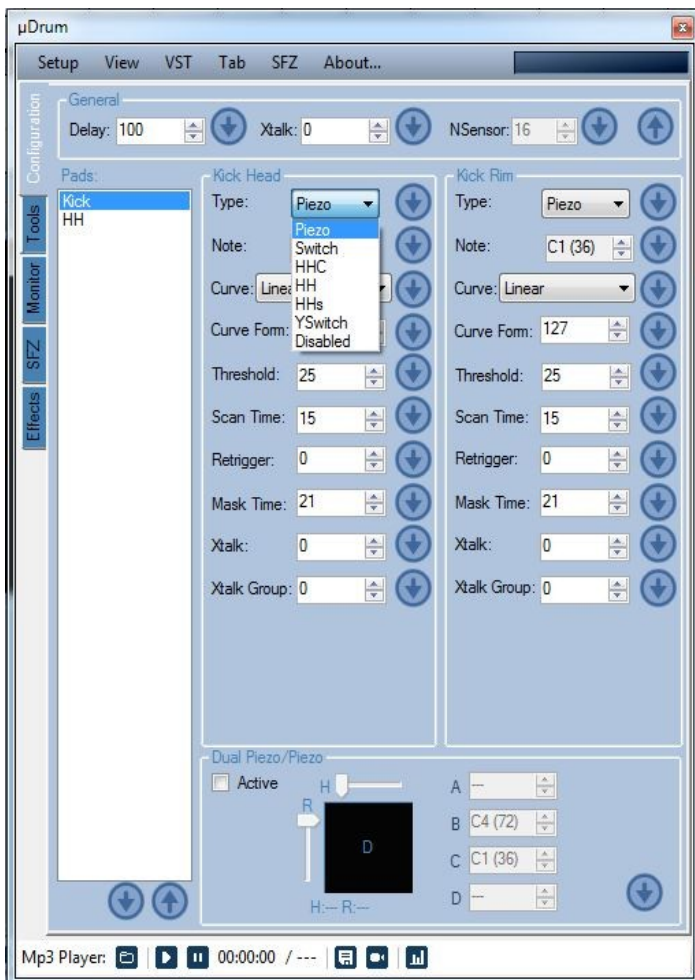 µDrum
Setup View VST Tab SFZ About...
Configuration
Tools
Monitor
SFZ
Effects
General
Delay: 100 Xtalk: 0 NSensor: 16
Pads:
Kick
HH
Kick Head
Type: Piezo
Piezo
Switch
HHC
HH
HHs
YSwitch
Disabled
Note:
Curve: Linea
Curve Form:
Threshold: 25
Scan Time: 15
Retrigger: 0
Mask Time: 21
Xtalk: 0
Xtalk Group: 0
Kick Rim
Type: Piezo
Note: C1 (36)
Curve: Linear
Curve Form: 127
Threshold: 25
Scan Time: 15
Retrigger: 0
Mask Time: 21
Xtalk: 0
Xtalk Group: 0
Dual Piezo/Piezo
Active
H
R
D
H:--- R:---
A ---
B C4 (72)
C C1 (36)
D ---
Mp3 Player: 00:00:00 / ---